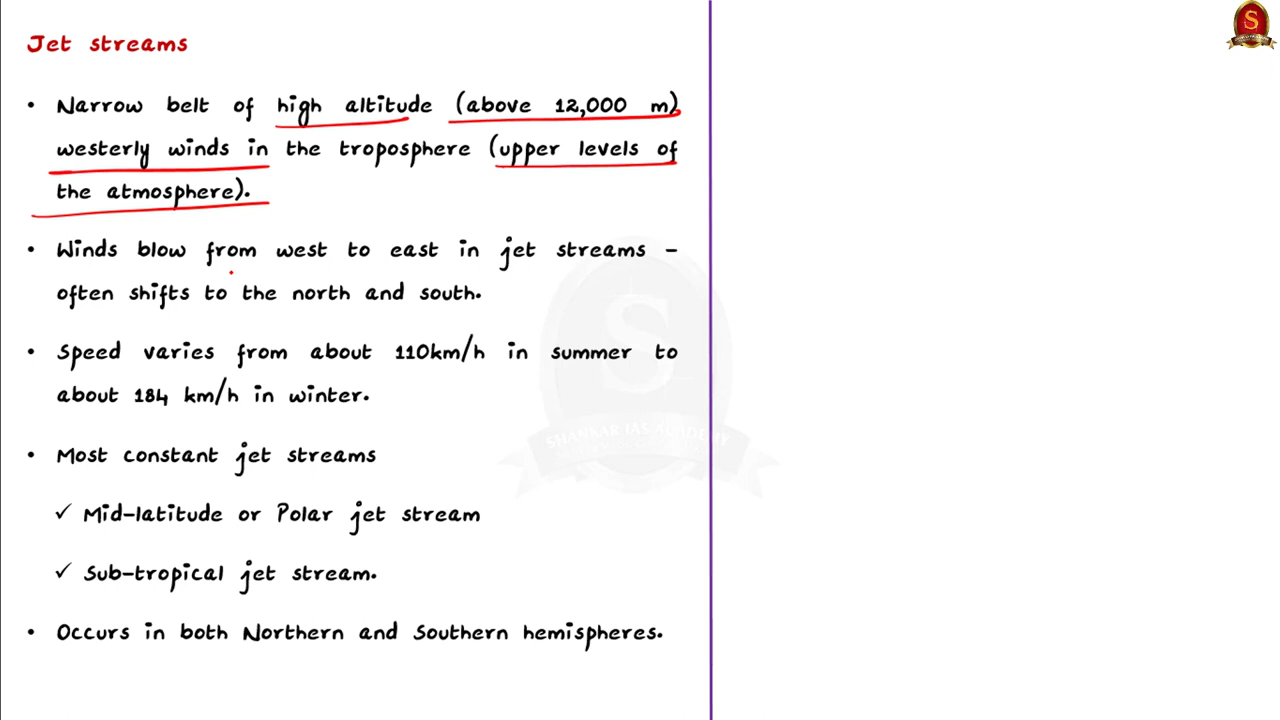 Jet streams
• Narrow belt of high altitude (above 12,000 m)
westerly winds in the troposphere (upper levels of
the atmosphere).
• Winds blow from west to east in jet streams –
often shifts to the north and south.
• Speed varies from about 110km/h in summer to
about 184 km/h in winter.
• Most constant jet streams
✓ Mid-latitude or Polar jet stream
✓ Sub-tropical jet stream.
• Occurs in both Northern and Southern hemispheres.
S
SHANKAR IAS ACADEMY
S